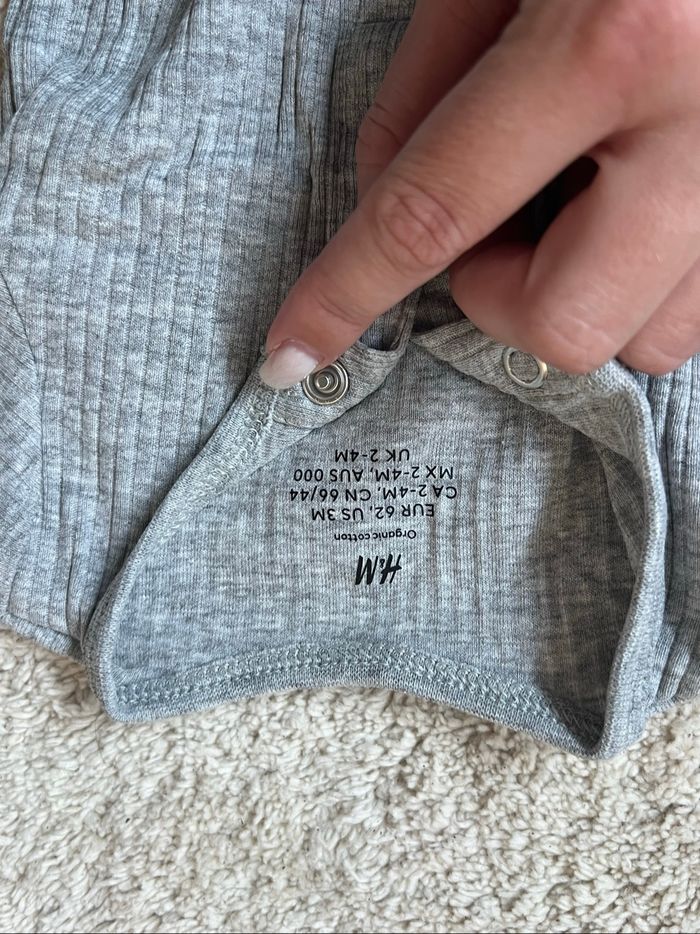 H&M
Organic cotton
EUR 62, US 3M
CA 2-4M, CN 66/44
MX 2-4M, AUS 000
UK 2-4M